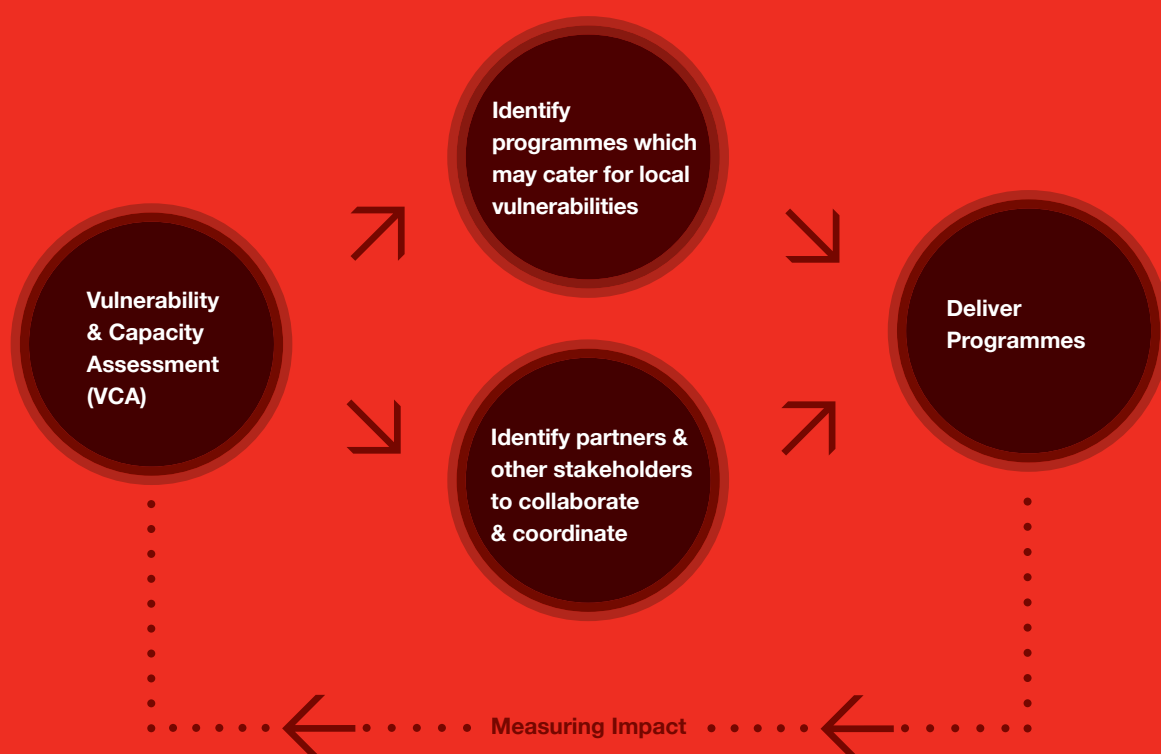 Identify
programmes which
may cater for local
vulnerabilities
Vulnerability
& Capacity
Assessment
(VCA)
Deliver
Programmes
Identify partners &
other stakeholders
to collaborate
& coordinate
Measuring Impact